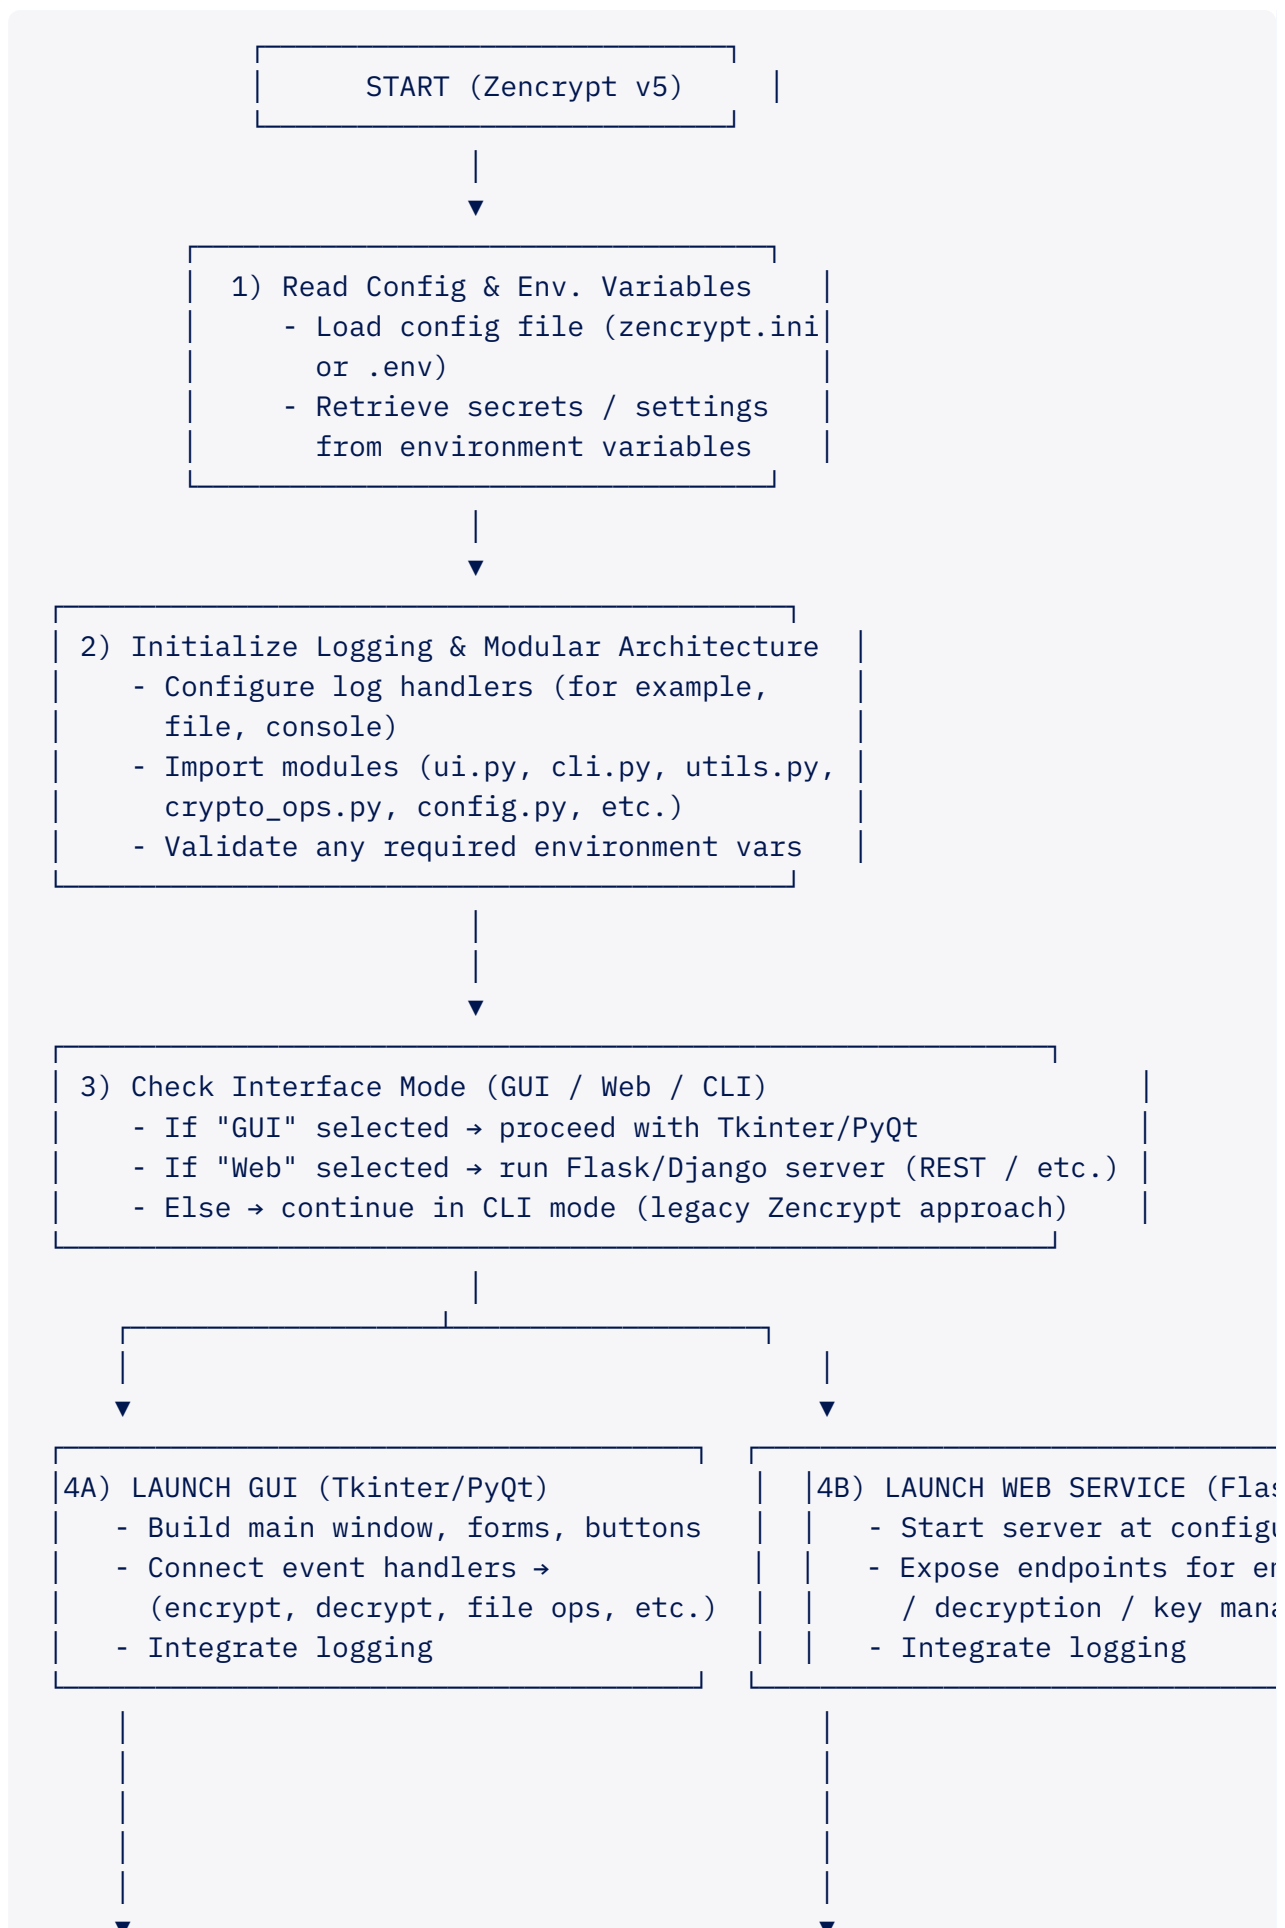 START (Zencrypt v5)
1) Read Config & Env. Variables
- Load config file (zencrypt.ini
or .env)
- Retrieve secrets / settings
from environment variables
2) Initialize Logging & Modular Architecture
- Configure log handlers (for example,
file, console)
- Import modules (ui.py, cli.py, utils.py,
crypto_ops.py, config.py, etc.)
- Validate any required environment vars
3) Check Interface Mode (GUI / Web / CLI)
- If "GUI" selected → proceed with Tkinter/PyQt
- If "Web" selected → run Flask/Django server (REST / etc.)
- Else → continue in CLI mode (legacy Zencrypt approach)
4A) LAUNCH GUI (Tkinter/PyQt)
- Build main window, forms, buttons
- Connect event handlers →
(encrypt, decrypt, file ops, etc.)
- Integrate logging
4B) LAUNCH WEB SERVICE
- Start server at
- Expose endpoints for
/ decryption / key
- Integrate logging